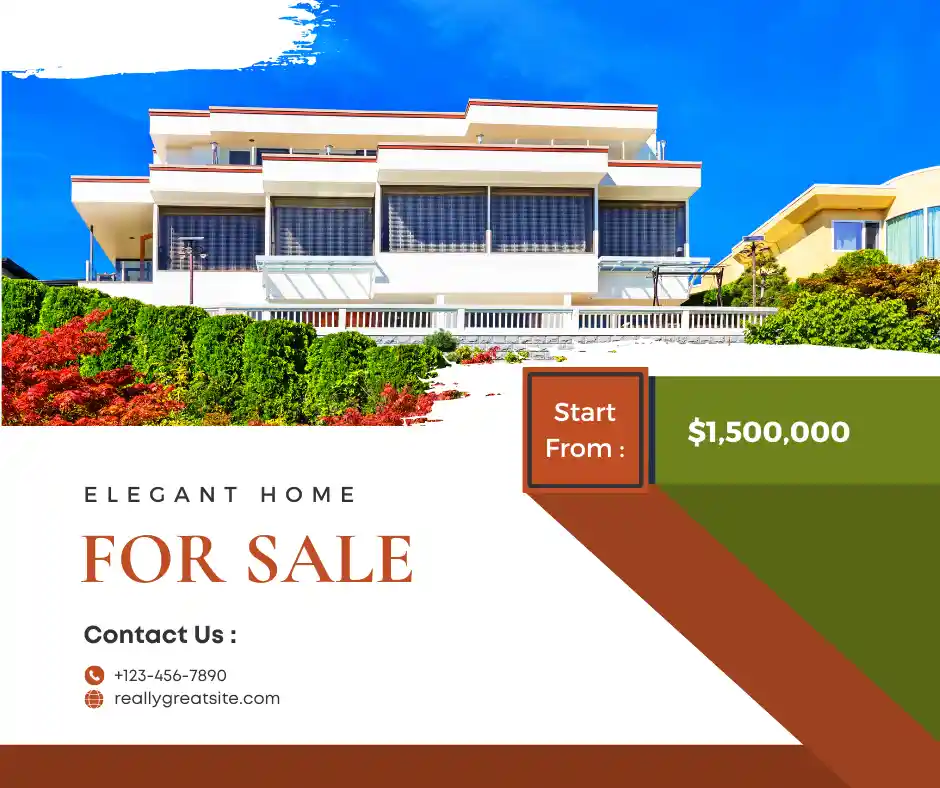 Start
From :
$1,500,000
ELEGANT HOME
FOR SALE
Contact Us :
+123-456-7890
reallygreatsite.com